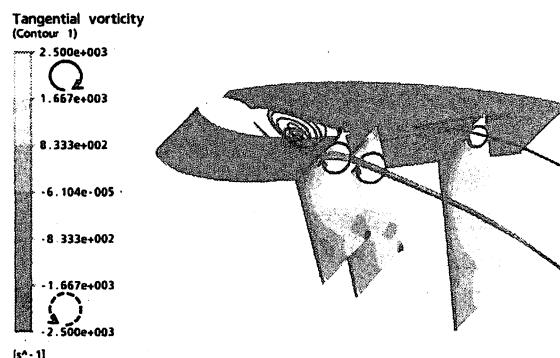 Tangential vorticity
(Contour 1)
2.500e+003
1.667e+003
8.333e+002
-6.104e-005
-8.333e+002
-1.667e+003
-2.500e+003
[s^-1]